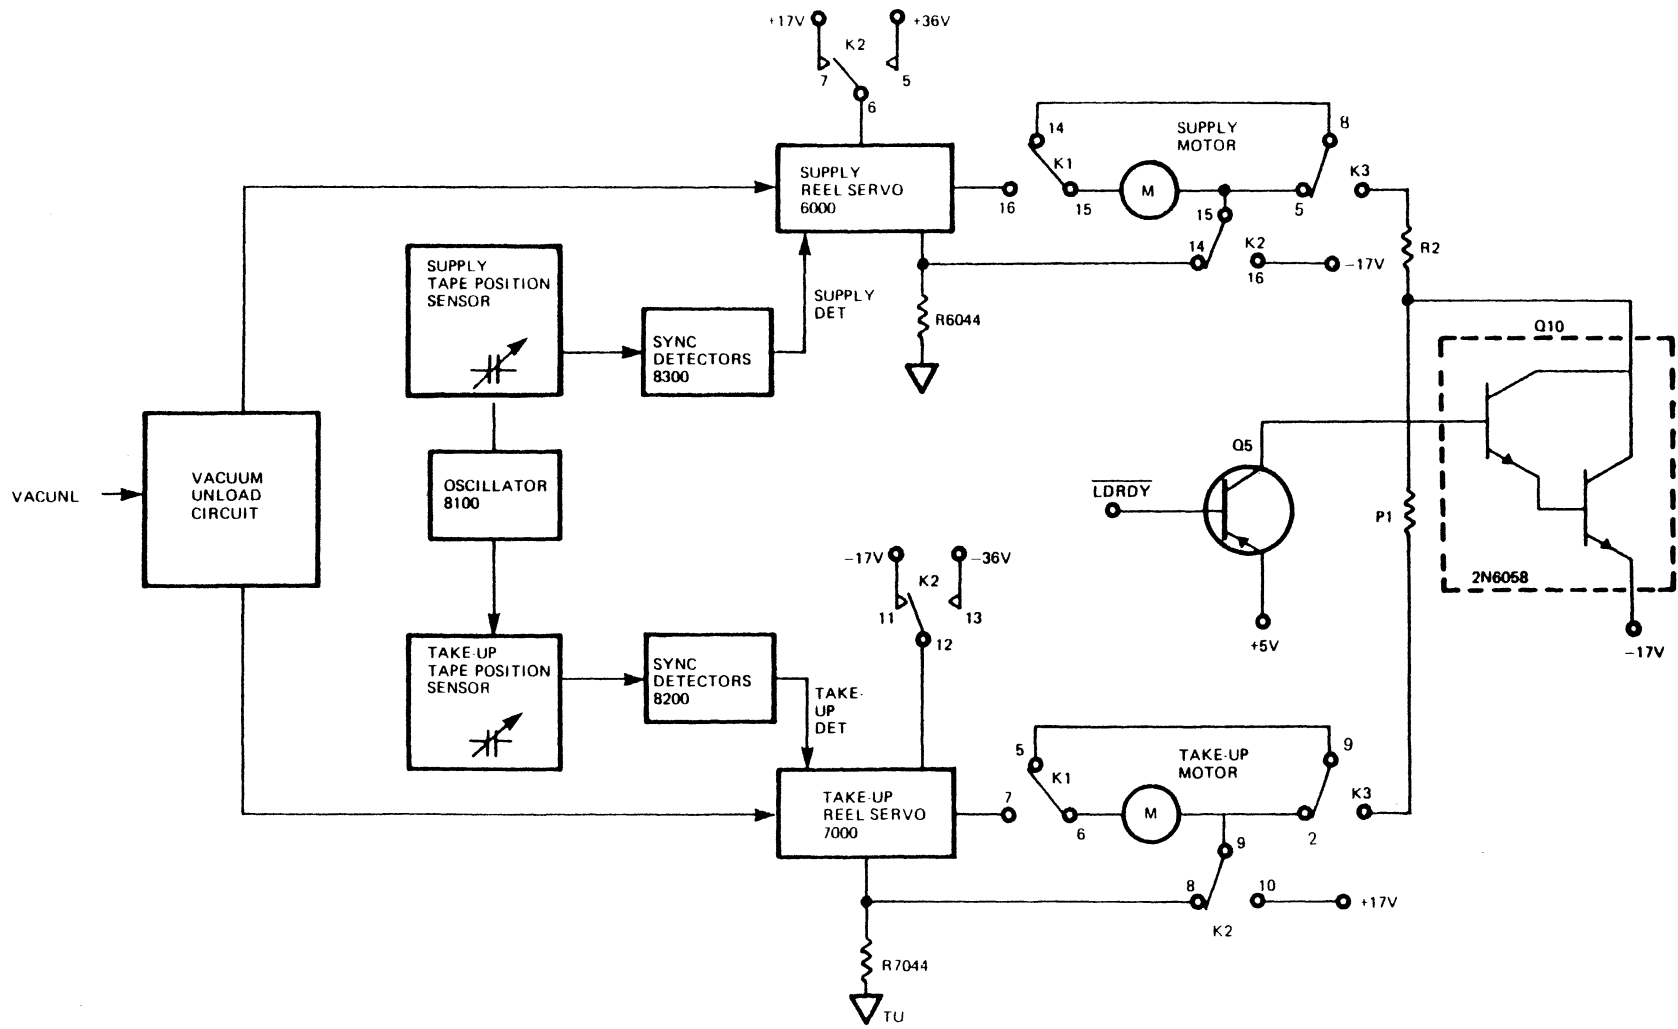 +17V
+36V
K2
7
5
6
14
SUPPLY
MOTOR
8
K1
K3
SUPPLY
REEL SERVO
6000
M
16
15
15
5
14
K2
16
-17V
R2
SUPPLY
TAPE POSITION
SENSOR
SUPPLY
DET
R6044
SYNC
DETECTORS
8300
Q10
Q5
VACUNL
VACUUM
UNLOAD
CIRCUIT
OSCILLATOR
8100
LDRDY
P1
-17V
-36V
K2
11
13
12
2N6058
+5V
-17V
TAKE-UP
TAPE POSITION
SENSOR
SYNC
DETECTORS
8200
TAKE-
UP
DET
5
TAKE-UP
MOTOR
9
K1
K3
TAKE-UP
REEL SERVO
7000
7
6
M
2
9
8
10
+17V
K2
R7044
TU